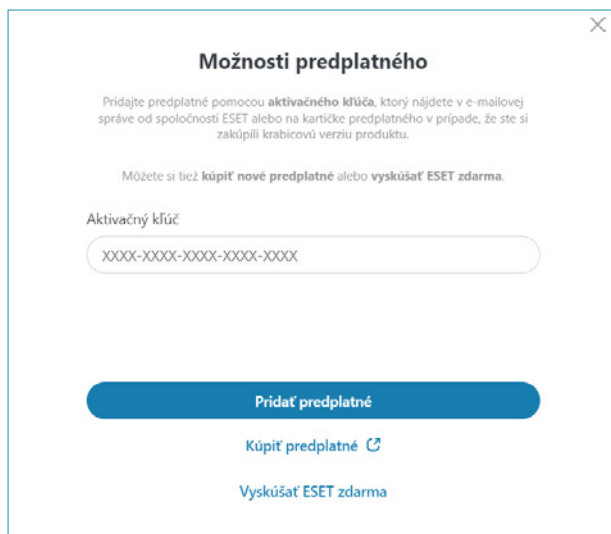 Možnosti predplatného
Pridajte predplatné pomocou aktivačného kľúča, ktorý nájdete v e-mailovej
správe od spoločnosti ESET alebo na kartičke predplatného v prípade, že ste si
zakúpili krabicovú verziu produktu.
Môžete si tiež kúpiť nové predplatné alebo vyskúšať ESET zdarma.
Aktivačný kľúč
XXXX-XXXX-XXXX-XXXX-XXXX
Pridať predplatné
Kúpiť predplatné
Vyskúšať ESET zdarma